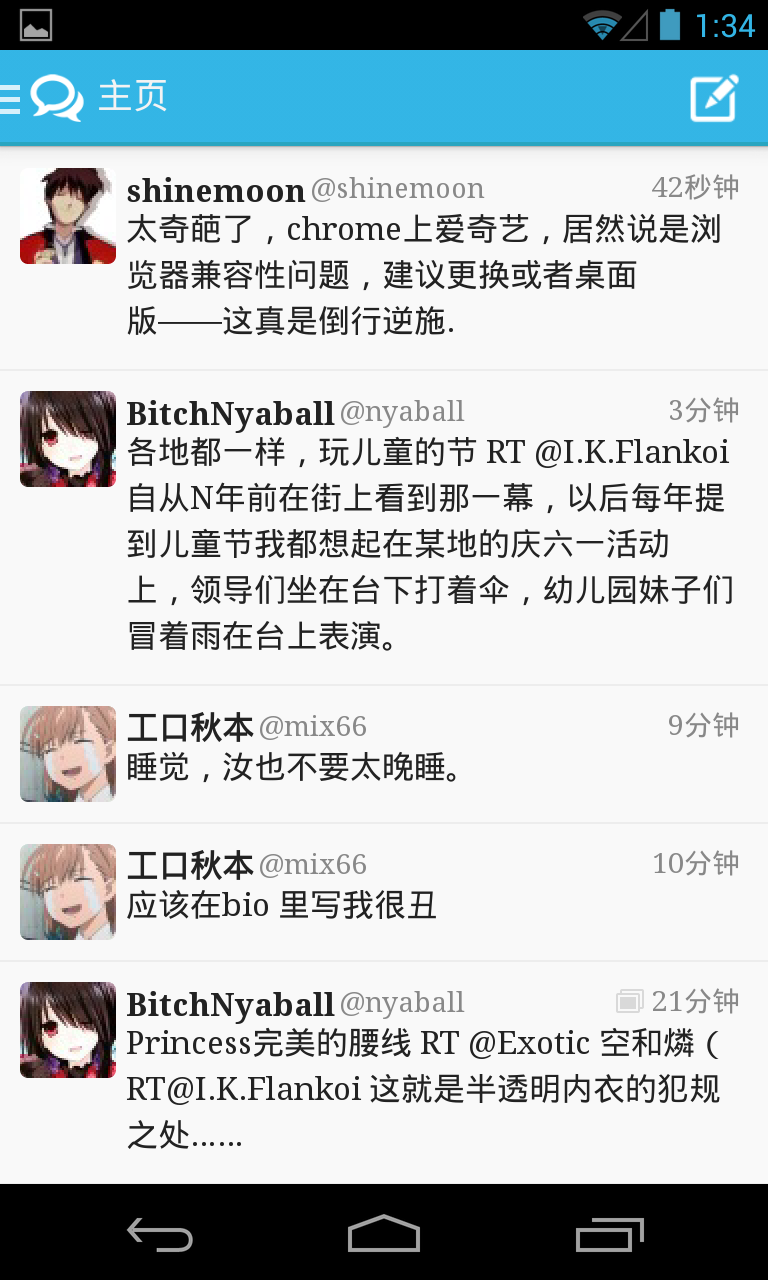 1:34
主页
shinemoon @shinemoon 42秒钟
太奇葩了，chrome上爱奇艺，居然说是浏
览器兼容性问题，建议更换或者桌面
版——这真是倒行逆施.
BitchNyaball @nyaball 3分钟
各地都一样，玩儿童的节 RT @I.K.Flankoi
自从N年前在街上看到那一幕，以后每年提
到儿童节我都想起在某地的庆六一活动
上，领导们坐在台下打着伞，幼儿园妹子们
冒着雨在台上表演。
工口秋本 @mix66 9分钟
睡觉，汝也不要太晚睡。
工口秋本 @mix66 10分钟
应该在bio 里写我很丑
BitchNyaball @nyaball 21分钟
Princess完美的腰线 RT @Exotic 空和燐（
RT@I.K.Flankoi 这就是半透明内衣的犯规
之处……